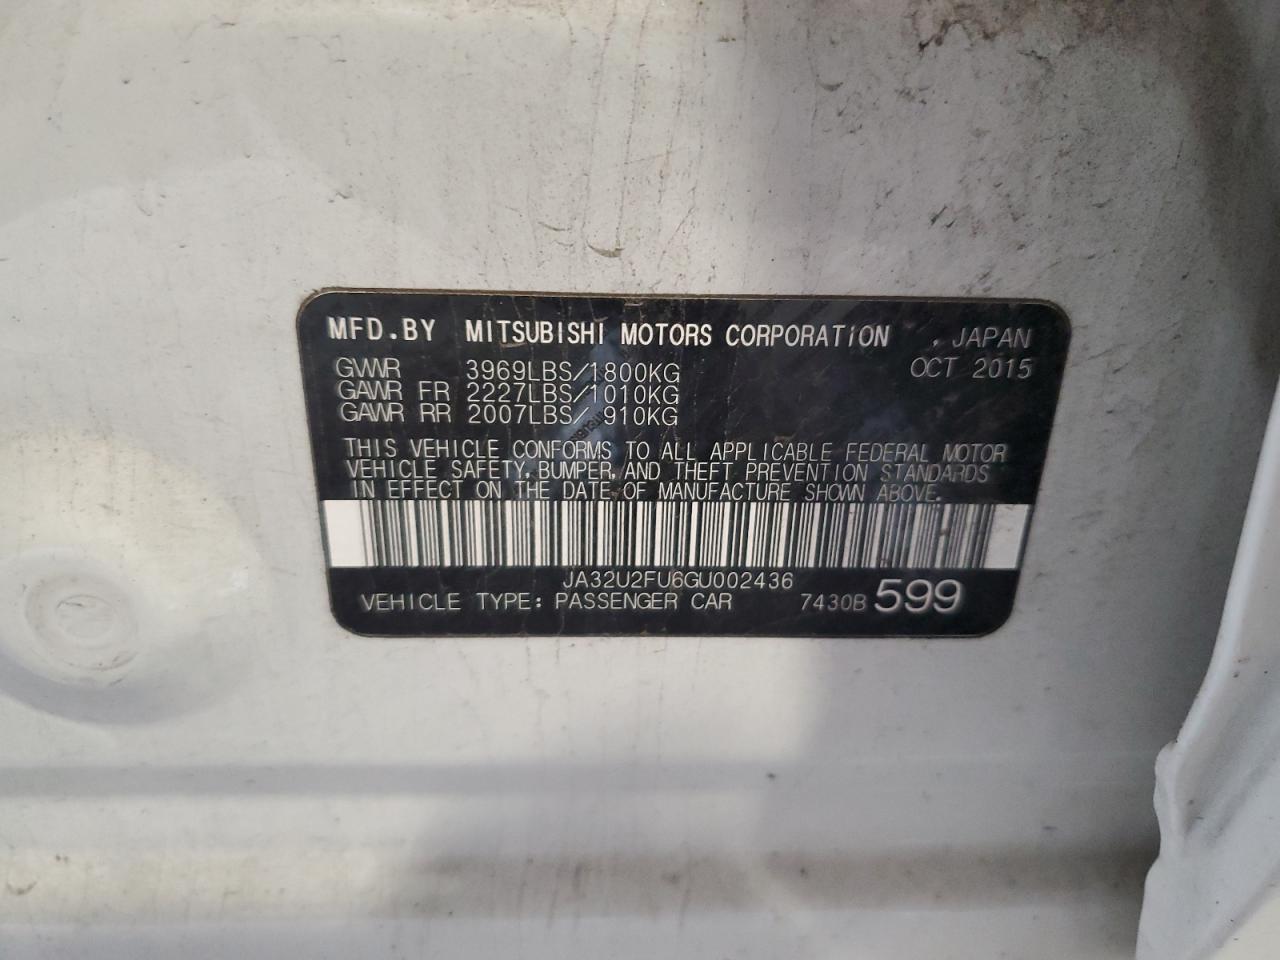 MFD.BY MITSUBISHI MOTORS CORPORATION , JAPAN
OCT 2015
GVWR 3969LBS/1800KG
GAWR FR 2227LBS/1010KG
GAWR RR 2007LBS/ 910KG
THIS VEHICLE CONFORMS TO ALL APPLICABLE FEDERAL MOTOR
VEHICLE SAFETY, BUMPER, AND THEFT PREVENTION STANDARDS
IN EFFECT ON THE DATE OF MANUFACTURE SHOWN ABOVE.
JA32U2FU6GU002436
VEHICLE TYPE: PASSENGER CAR 7430B 599